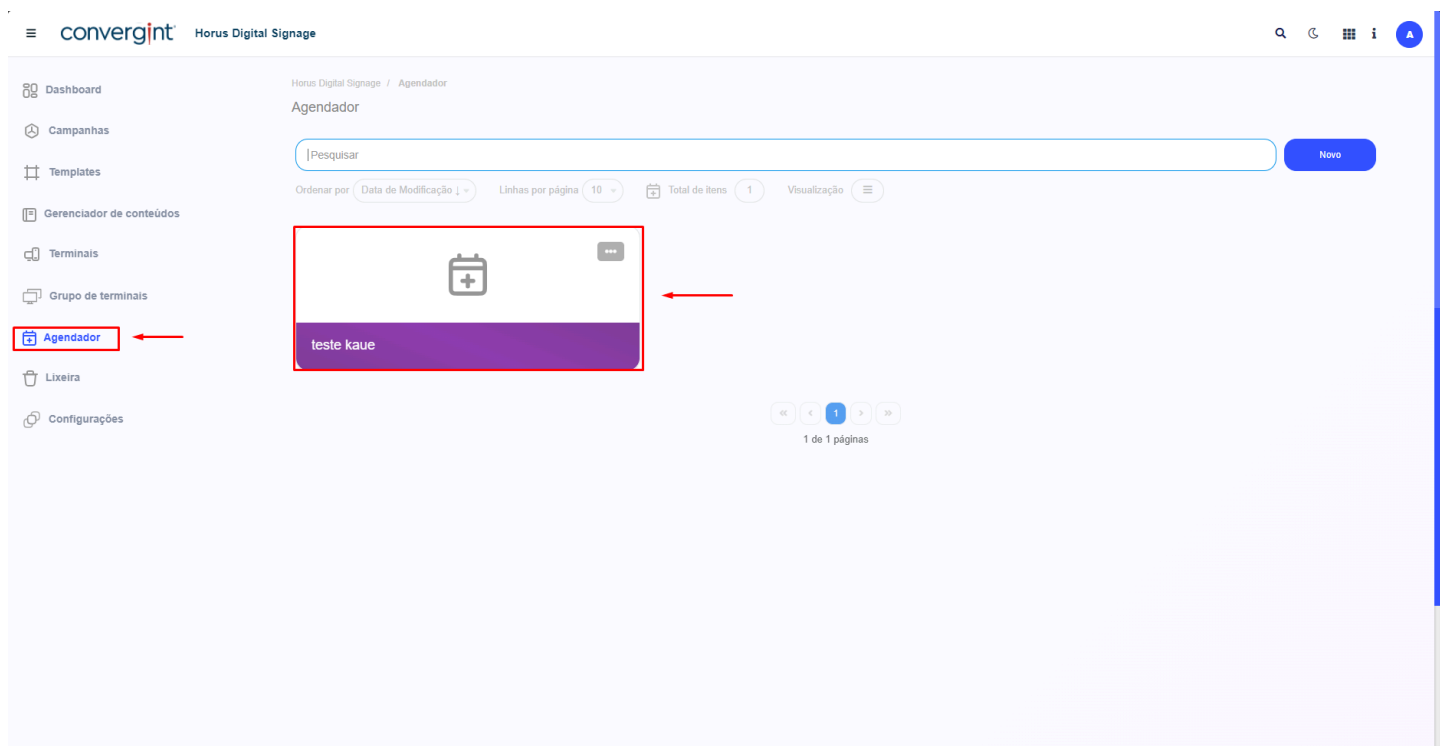 convergint Horus Digital Signage
A
Dashboard
Campanhas
Templates
Gerenciador de conteúdos
Terminais
Grupo de terminais
Agendador
Lixeira
Configurações
Horus Digital Signage / Agendador
Agendador
Pesquisar
Novo
Ordenar por Data de Modificação ↓ Linhas por página 10 Total de itens 1 Visualização
teste kaue
« < 1 > »
1 de 1 páginas